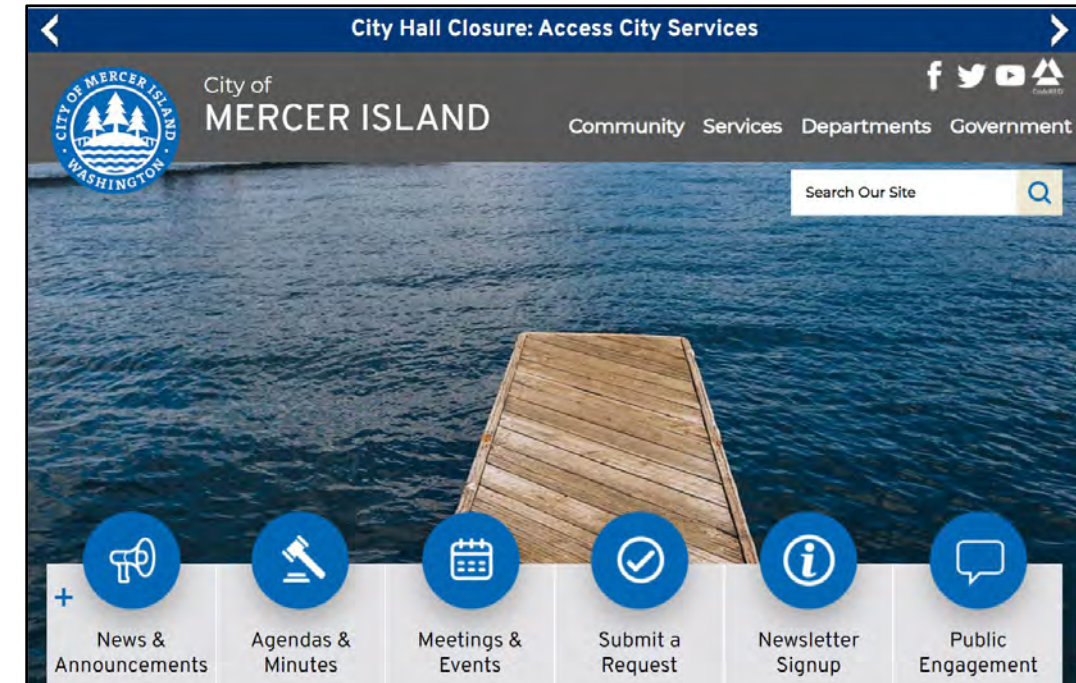 City Hall Closure: Access City Services
CITY OF MERCER ISLAND
WASHINGTON
City of
MERCER ISLAND
Community Services Departments Government
Search Our Site
News &
Announcements
Agendas &
Minutes
Meetings &
Events
Submit a
Request
Newsletter
Signup
Public
Engagement